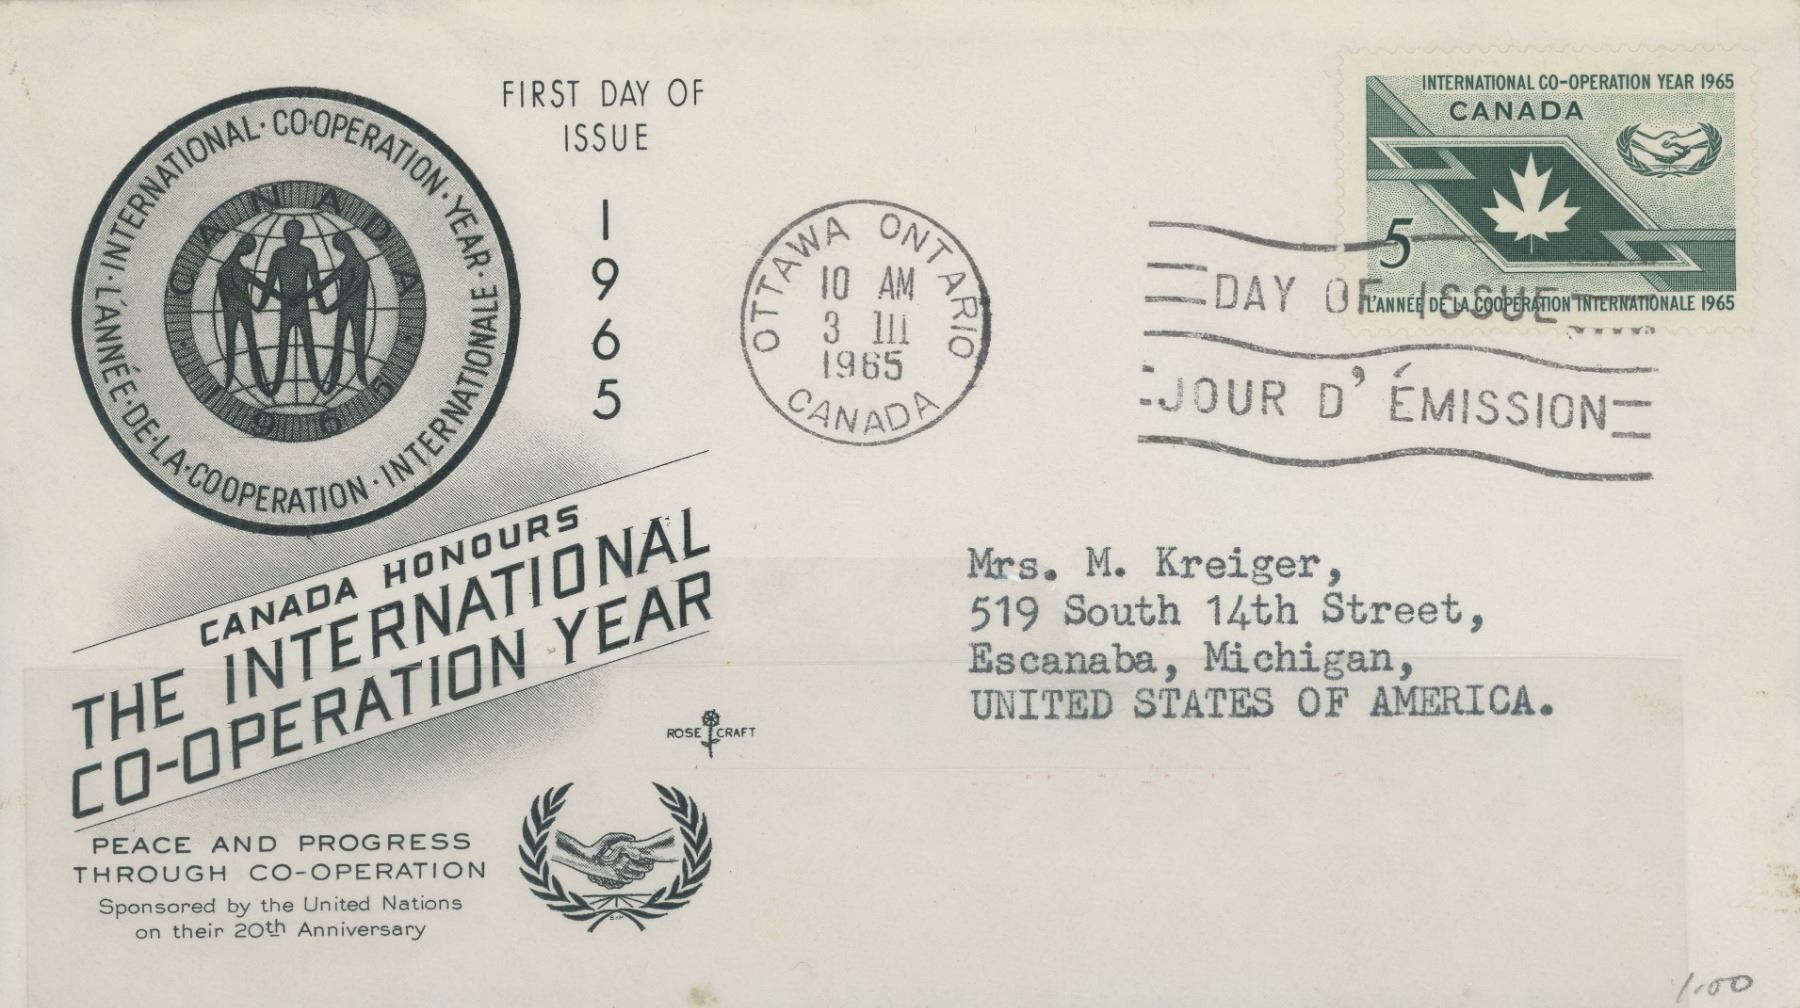 FIRST DAY OF
ISSUE
1
9
6
5
·INTERNATIONAL·CO-OPERATION·YEAR·
L'ANNÉE·DE·LA·COOPERATION·INTERNATIONALE
CANADA
·1965·
CANADA HONOURS
THE INTERNATIONAL
CO-OPERATION YEAR
PEACE AND PROGRESS
THROUGH CO-OPERATION
Sponsored by the United Nations
on their 20th Anniversary
ROSE CRAFT
OTTAWA ONTARIO
10 AM
3 III
1965
CANADA
INTERNATIONAL CO-OPERATION YEAR 1965
CANADA
5
L'ANNÉE DE LA COOPÉRATION INTERNATIONALE 1965
DAY OF ISSUE
JOUR D'ÉMISSION
Mrs. M. Kreiger,
519 South 14th Street,
Escanaba, Michigan,
UNITED STATES OF AMERICA.
1.00